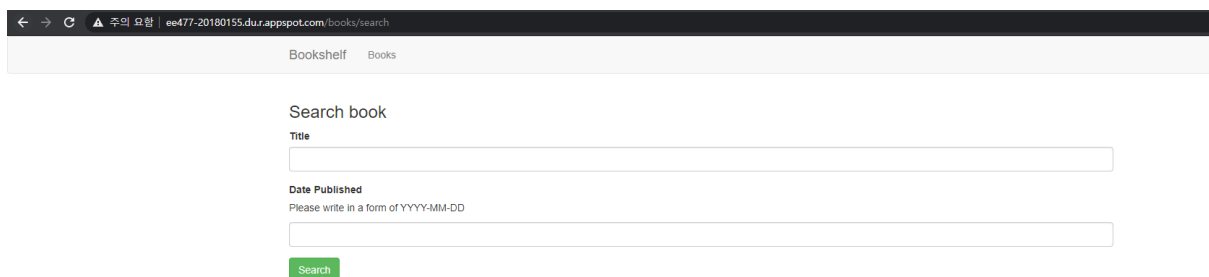 주의 요함 | ee477-20180155.du.r.appspot.com/books/search
Bookshelf Books
Search book
Title
Date Published
Please write in a form of YYYY-MM-DD
Search